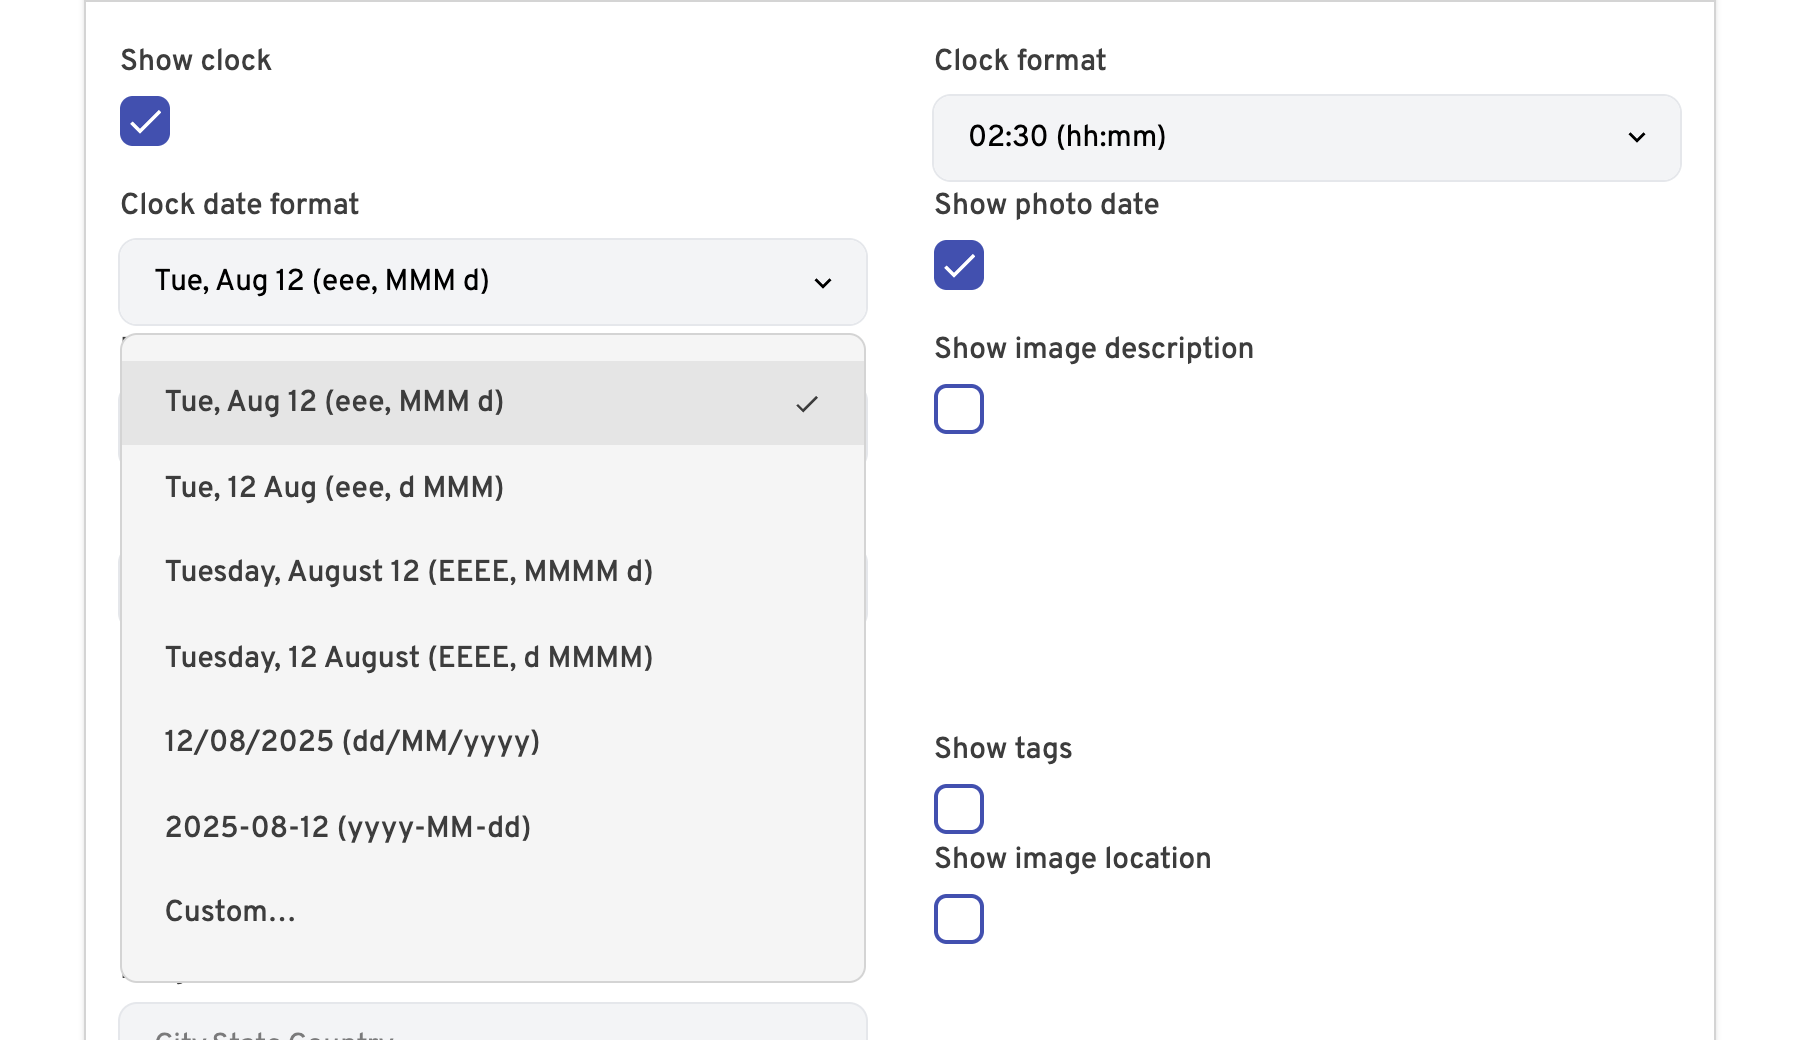 Show clock
Clock format
02:30 (hh:mm)
Clock date format
Tue, Aug 12 (eee, MMM d)
Show photo date
Show image description
Tue, Aug 12 (eee, MMM d)
Tue, 12 Aug (eee, d MMM)
Tuesday, August 12 (EEEE, MMMM d)
Tuesday, 12 August (EEEE, d MMMM)
12/08/2025 (dd/MM/yyyy)
2025-08-12 (yyyy-MM-dd)
Custom...
Show tags
Show image location
City State Country